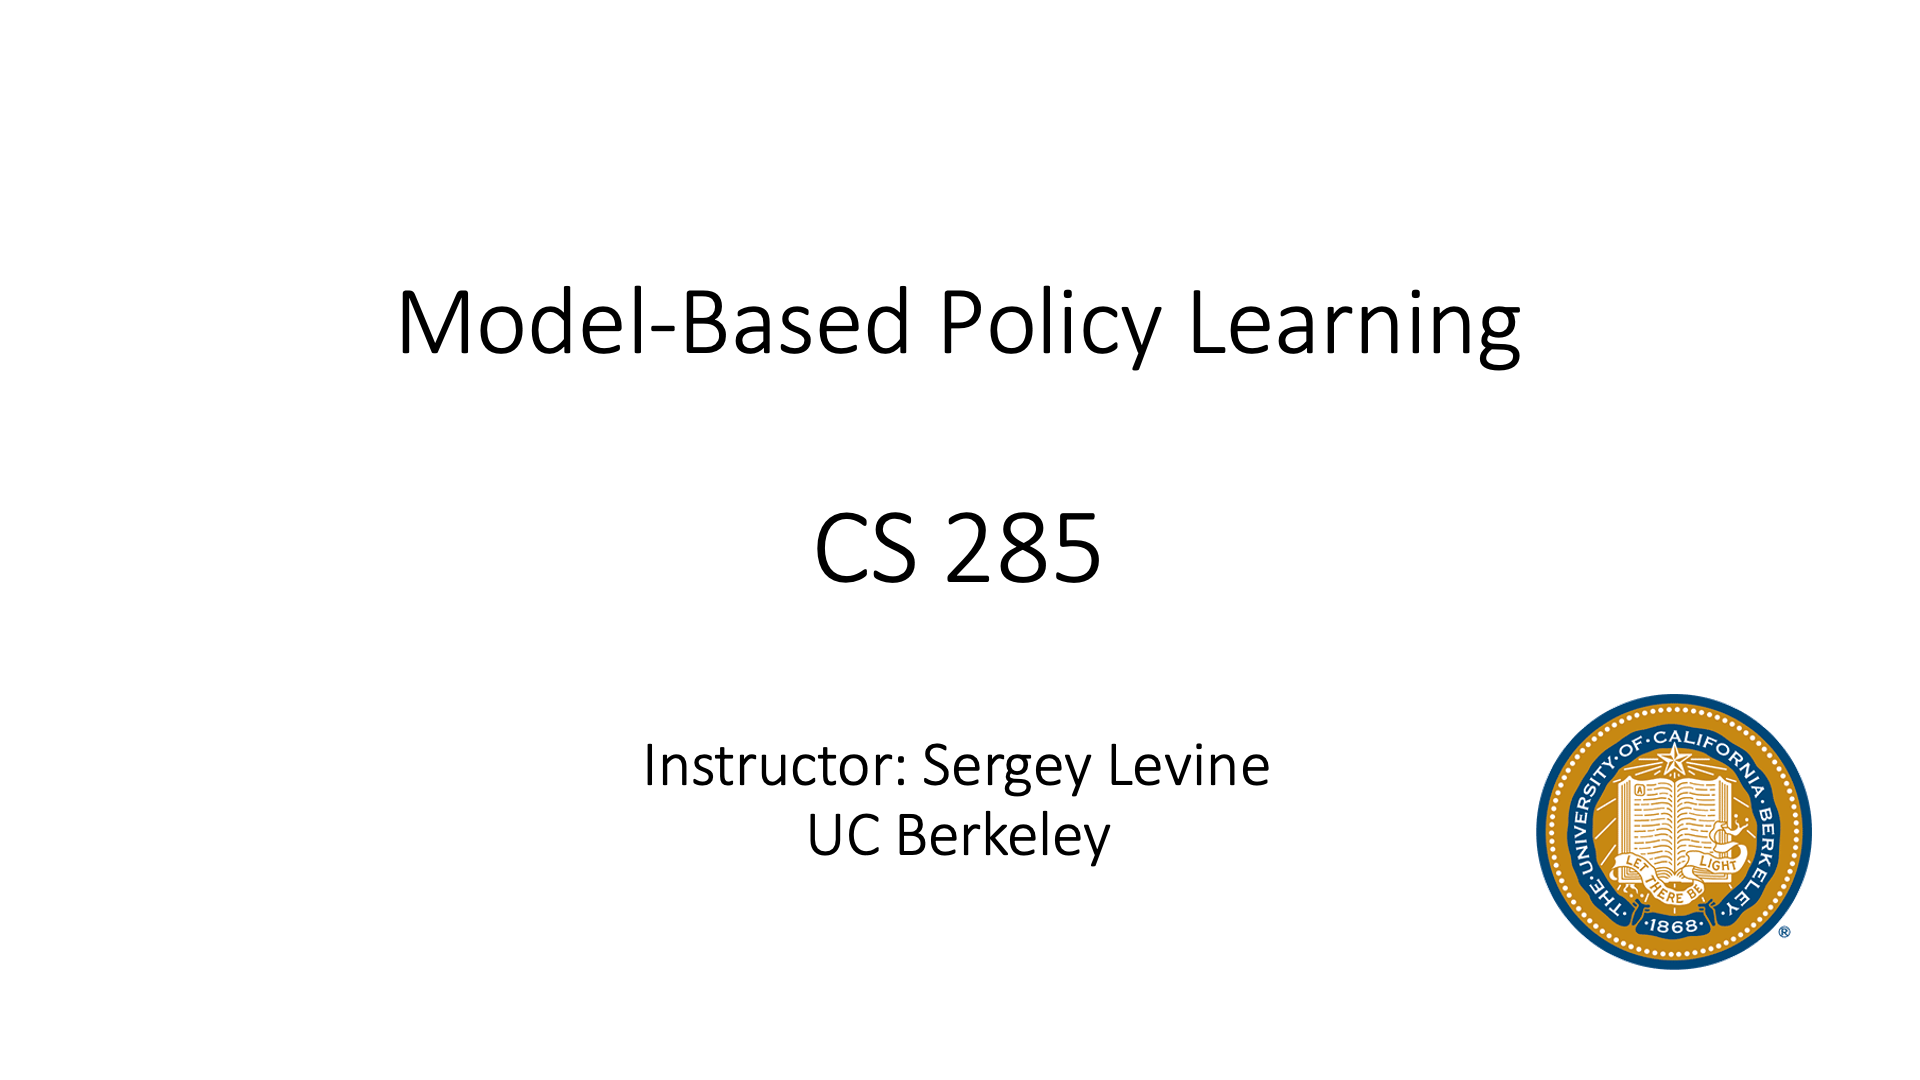 Model-Based Policy Learning
CS 285
Instructor: Sergey Levine
UC Berkeley
THE·UNIVERSITY·OF·CALIFORNIA·BERKELEY
A
LET THERE BE LIGHT
·1868·
®